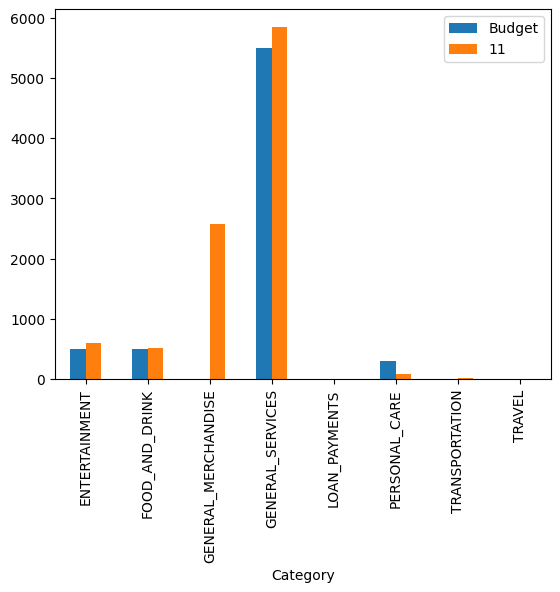 6000
5000
4000
3000
2000
1000
0
Budget
11
ENTERTAINMENT
FOOD_AND_DRINK
GENERAL_MERCHANDISE
GENERAL_SERVICES
LOAN_PAYMENTS
PERSONAL_CARE
TRANSPORTATION
TRAVEL
Category